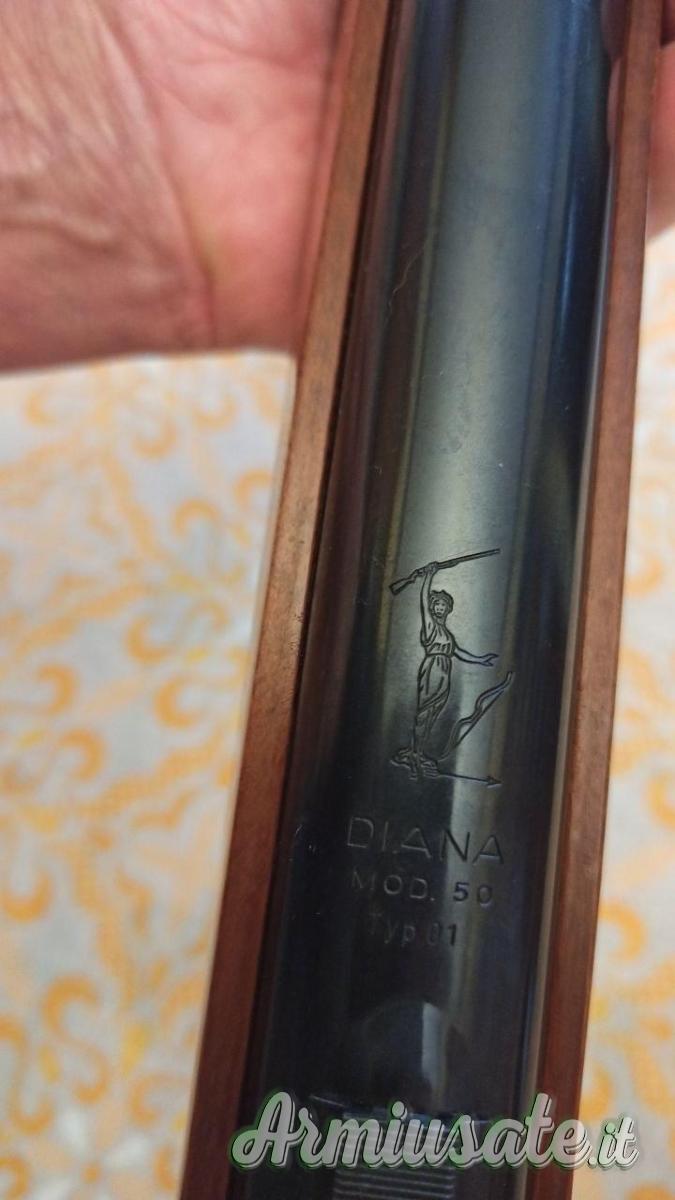 DIANA
MOD. 50
Typ 01
Armiusate.it